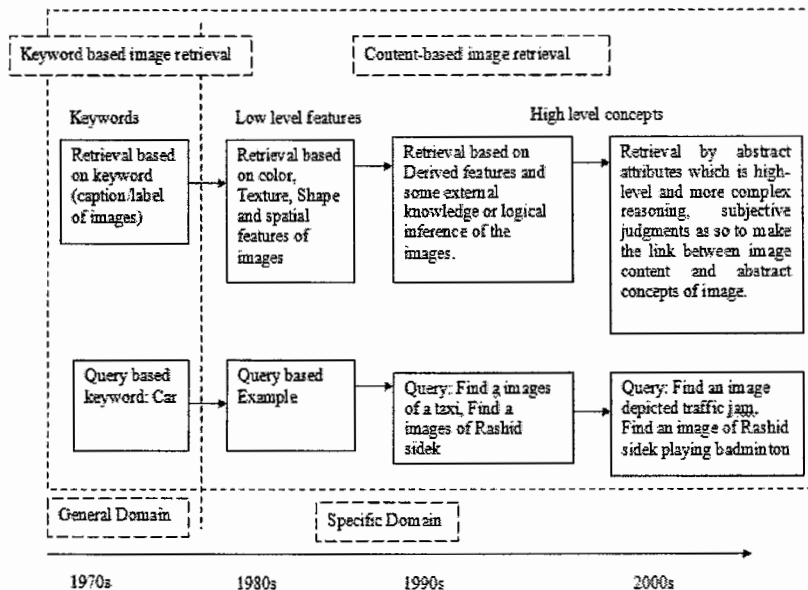 Keyword based image retrieval
Content-based image retrieval
Keywords
Low level features
High level concepts
Retrieval based
on keyword
(caption/label
of images)
Retrieval based
on color,
Texture, Shape
and spatial
features of
images
Retrieval based on
Derived features and
some external
knowledge or logical
inference of the
images.
Retrieval by abstract
attributes which is high-
level and more complex
reasoning, subjective
judgments as so to make
the link between image
content and abstract
concepts of image.
Query based
keyword: Car
Query based
Example
Query: Find a images
of a taxi, Find a
images of Rashid
sidek
Query: Find an image
depicted traffic jam,
Find an image of Rashid
sidek playing badminton
General Domain
Specific Domain
1970s
1980s
1990s
2000s